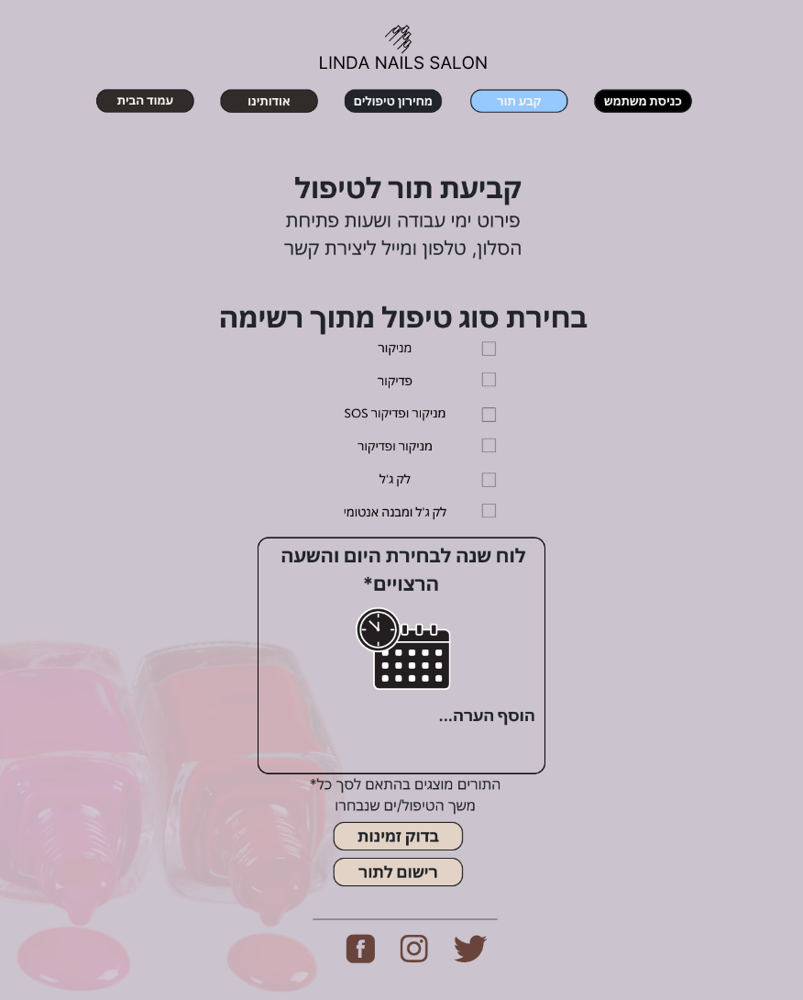 LINDA NAILS SALON
כניסת משתמש
קבע תור
מחירון טיפולים
אודותינו
עמוד הבית
קביעת תור לטיפול
פירוט ימי עבודה ושעות פתיחת
הסלון, טלפון ומייל ליצירת קשר
בחירת סוג טיפול מתוך רשימה
מניקור
פדיקור
מניקור ופדיקור SOS
מניקור ופדיקור
לק ג'ל
לק ג'ל ומבנה אנטומי
לוח שנה לבחירת היום והשעה
הרצויים*
הוסף הערה...
התורים מוצגים בהתאם לסך כל*
משך הטיפול/ים שנבחרו
בדוק זמינות
רישום לתור